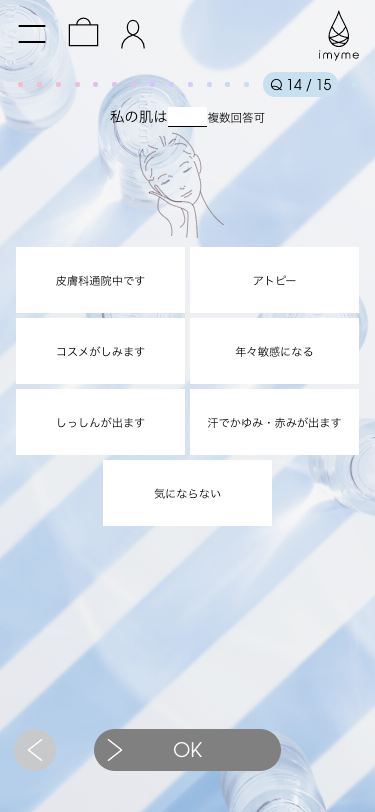 imyme
Q 14 / 15
私の肌は 複数回答可
皮膚科通院中です
アトピー
コスメがしみます
年々敏感になる
しっしんが出ます
汗でかゆみ・赤みが出ます
気にならない
OK